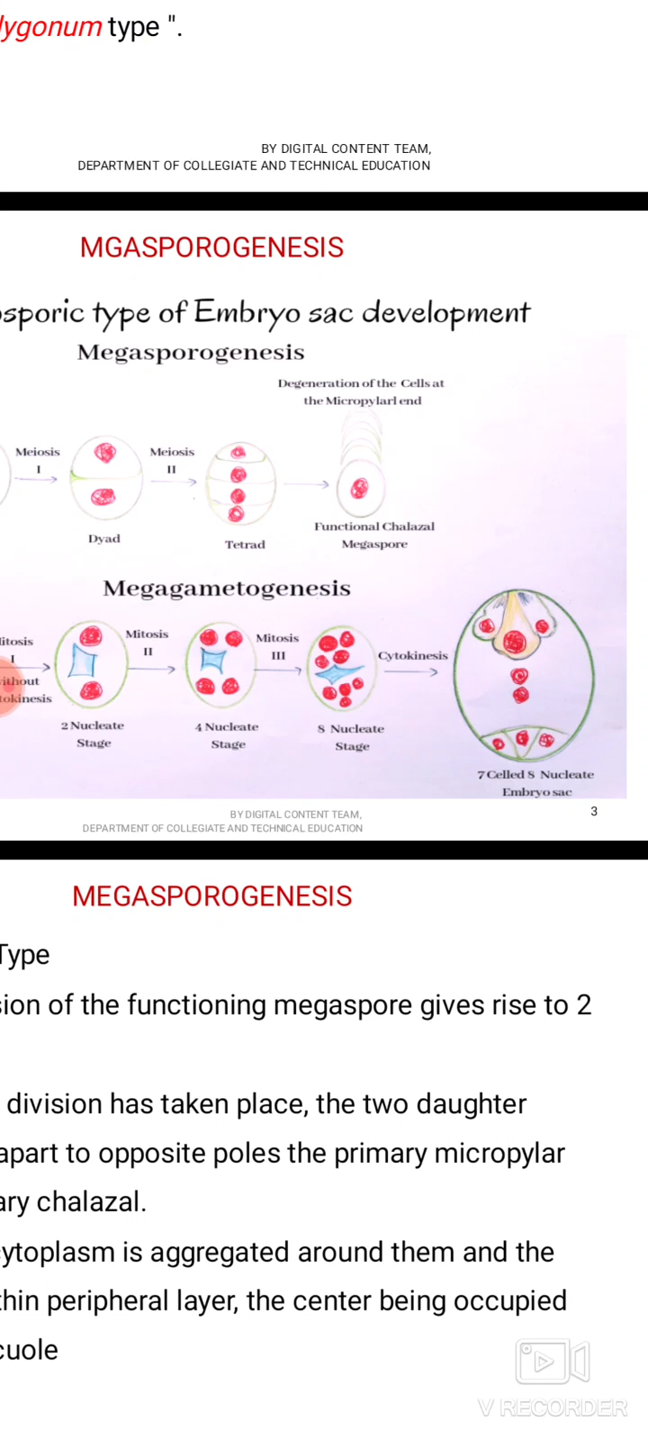 lygonum type ".
BY DIGITAL CONTENT TEAM,
DEPARTMENT OF COLLEGIATE AND TECHNICAL EDUCATION
MGASPOROGENESIS
osporic type of Embryo sac development
Megasporogenesis
Degeneration of the Cells at
the Micropylarl end
Meiosis
I
Meiosis
II
Dyad
Tetrad
Functional Chalazal
Megaspore
Megagametogenesis
itosis
I
ithout
tokinesis
Mitosis
II
Mitosis
III
Cytokinesis
2 Nucleate
Stage
4 Nucleate
Stage
8 Nucleate
Stage
7 Celled 8 Nucleate
Embryo sac
BY DIGITAL CONTENT TEAM,
DEPARTMENT OF COLLEGIATE AND TECHNICAL EDUCATION
3
MEGASPOROGENESIS
Type
sion of the functioning megaspore gives rise to 2
division has taken place, the two daughter
apart to opposite poles the primary micropylar
ary chalazal.
cytoplasm is aggregated around them and the
thin peripheral layer, the center being occupied
cuole
V RECORDER